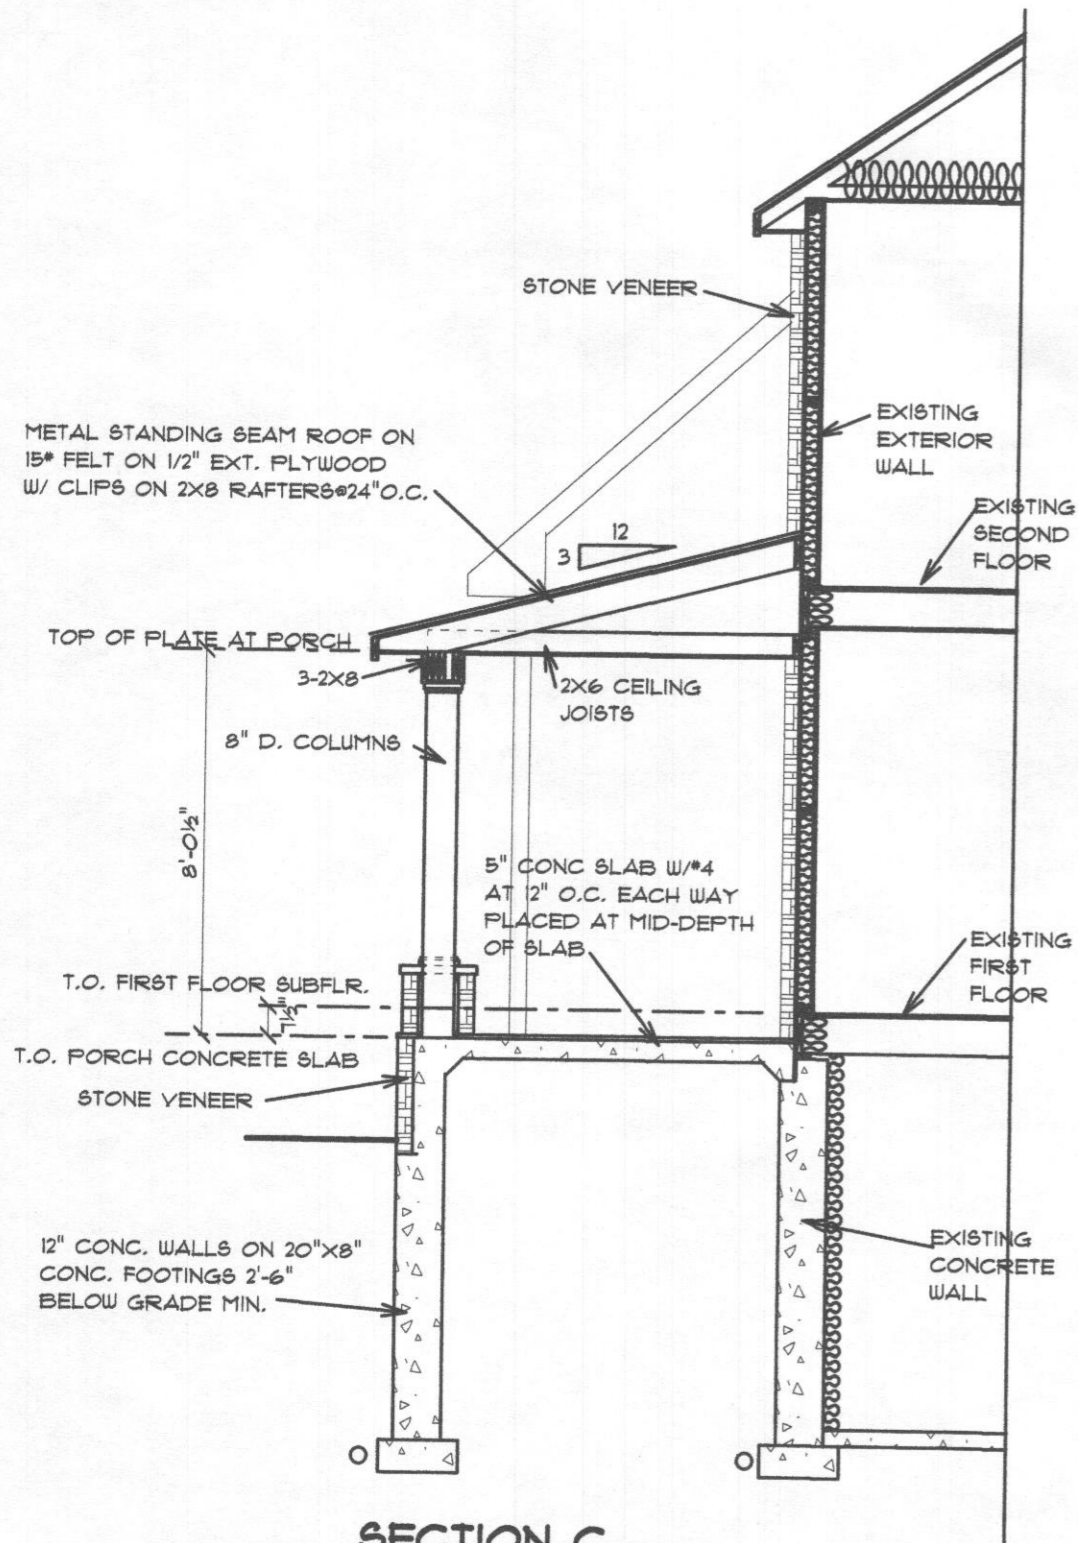 STONE VENEER
METAL STANDING SEAM ROOF ON
15# FELT ON 1/2" EXT. PLYWOOD
W/ CLIPS ON 2X8 RAFTERS@24"O.C.
EXISTING
EXTERIOR
WALL
EXISTING
SECOND
FLOOR
12
3
TOP OF PLATE AT PORCH
3-2X8
2X6 CEILING
JOISTS
8" D. COLUMNS
8'-0½"
5" CONC SLAB W/#4
AT 12" O.C. EACH WAY
PLACED AT MID-DEPTH
OF SLAB
EXISTING
FIRST
FLOOR
T.O. FIRST FLOOR SUBFLR.
7½"
T.O. PORCH CONCRETE SLAB
STONE VENEER
12" CONC. WALLS ON 20"X8"
CONC. FOOTINGS 2'-6"
BELOW GRADE MIN.
EXISTING
CONCRETE
WALL
SECTION C